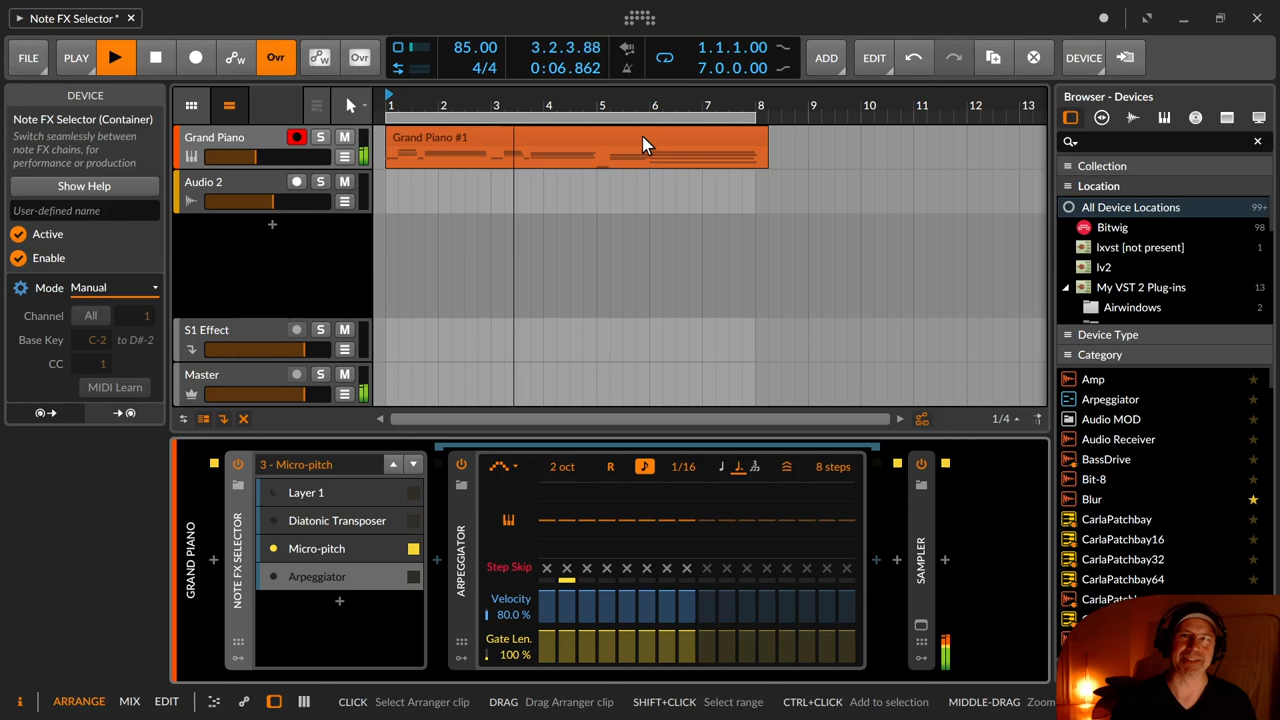 Note FX Selector *
FILE
PLAY
Ovr
Ovr
85.00
4/4
3.2.3.88
0:06.862
1.1.1.00
7.0.0.00
ADD
EDIT
DEVICE
DEVICE
Note FX Selector (Container)
Switch seamlessly between
note FX chains, for
performance or production
Show Help
User-defined name
Active
Enable
Mode Manual
Channel All 1
Base Key C-2 to D#-2
CC 1
MIDI Learn
1 2 3 4 5 6 7 8 9 10 11 12 13
Grand Piano
S M
Grand Piano #1
Audio 2
S M
S1 Effect
S M
Master
S M
1/4
Browser - Devices
Collection
Location
All Device Locations 99+
Bitwig 98
lxvst [not present] 1
lv2
My VST 2 Plug-ins 13
Airwindows 2
Device Type
Category
Amp
Arpeggiator
Audio MOD
Audio Receiver
BassDrive
Bit-8
Blur
CarlaPatchbay
CarlaPatchbay16
CarlaPatchbay32
CarlaPatchbay64
GRAND PIANO
NOTE FX SELECTOR
3 - Micro-pitch
Layer 1
Diatonic Transposer
Micro-pitch
Arpeggiator
ARPEGGIATOR
2 oct R 1/16 8 steps
Step Skip
Velocity
80.0 %
Gate Len.
100 %
SAMPLER
ARRANGE MIX EDIT
CLICK Select Arranger clip DRAG Drag Arranger clip SHIFT+CLICK Select range CTRL+CLICK Add to selection MIDDLE-DRAG Zoom